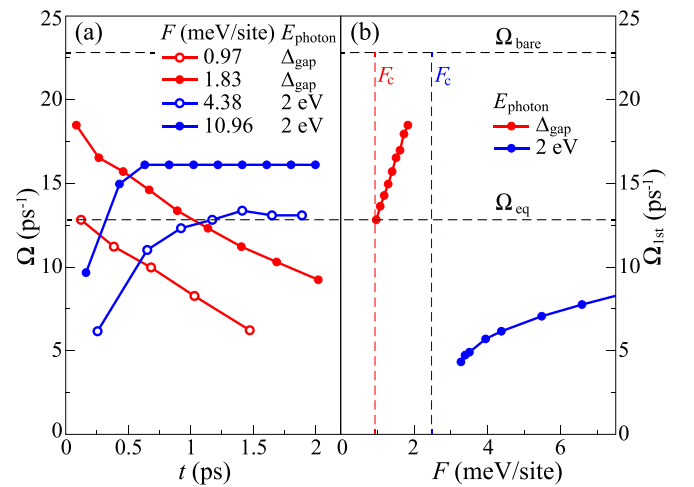 (a) F (meV/site) E_photon
0.97 Δ_gap
1.83 Δ_gap
4.38 2 eV
10.96 2 eV
(b)
Ω_bare
F_c F_c
E_photon
Δ_gap
2 eV
Ω_eq
25
20
15
10
5
0
Ω (ps⁻¹)
0 0.5 1 1.5 2
t (ps)
0 2 4 6
F (meV/site)
25
20
15
10
5
0
Ω_1st (ps⁻¹)